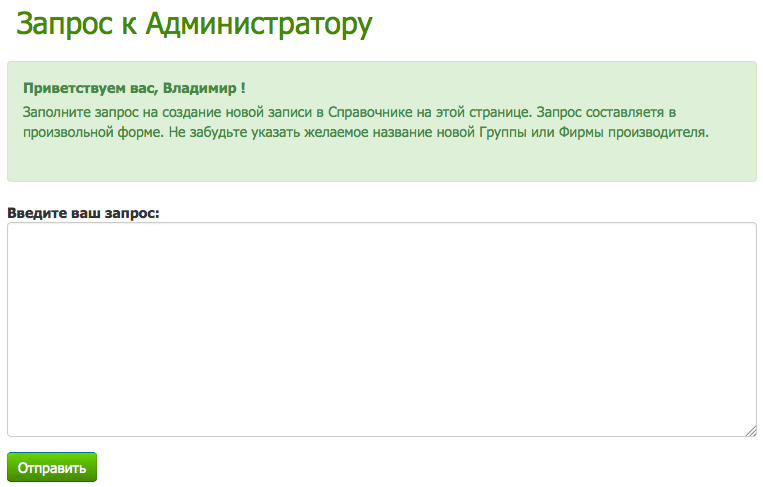 Запрос к Администратору
Приветствуем вас, Владимир !
Заполните запрос на создание новой записи в Справочнике на этой странице. Запрос составляетя в
произвольной форме. Не забудьте указать желаемое название новой Группы или Фирмы производителя.
Введите ваш запрос:
Отправить